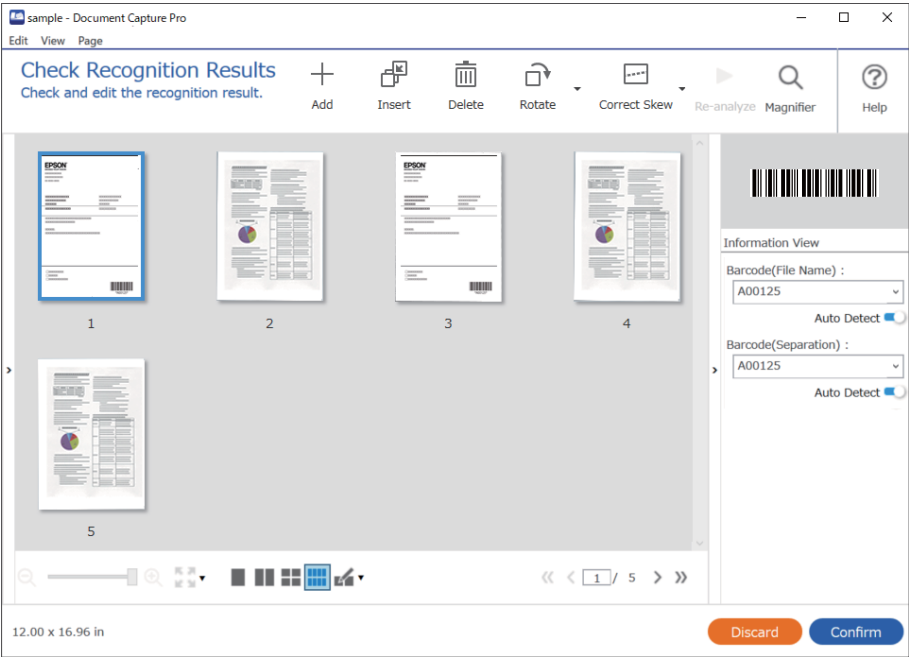 sample - Document Capture Pro
Edit View Page
Check Recognition Results
Check and edit the recognition result.
Add
Insert
Delete
Rotate
Correct Skew
Re-analyze
Magnifier
Help
EPSON
EPSON
1
2
3
4
5
Information View
Barcode(File Name) :
A00125
Auto Detect
Barcode(Separation) :
A00125
Auto Detect
1 / 5
12.00 x 16.96 in
Discard
Confirm